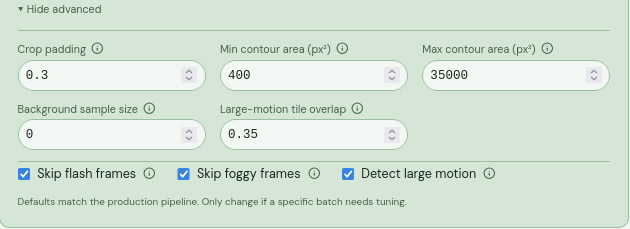 ▾ Hide advanced
Crop padding ⓘ Min contour area (px²) ⓘ Max contour area (px²) ⓘ
0.3 400 35000
Background sample size ⓘ Large-motion tile overlap ⓘ
0 0.35
Skip flash frames ⓘ Skip foggy frames ⓘ Detect large motion ⓘ
Defaults match the production pipeline. Only change if a specific batch needs tuning.